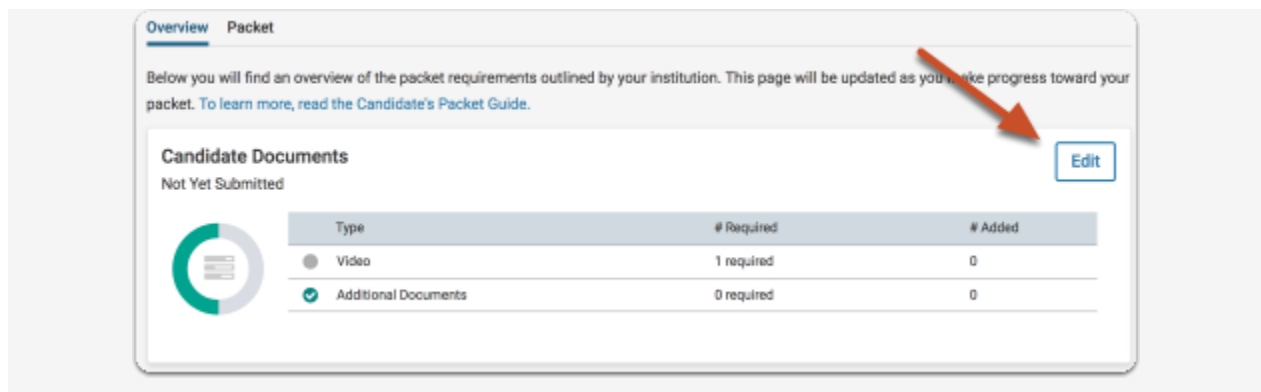 Overview Packet
Below you will find an overview of the packet requirements outlined by your institution. This page will be updated as you make progress toward your
packet. To learn more, read the Candidate's Packet Guide.
Candidate Documents
Edit
Not Yet Submitted
Type # Required # Added
Video 1 required 0
Additional Documents 0 required 0